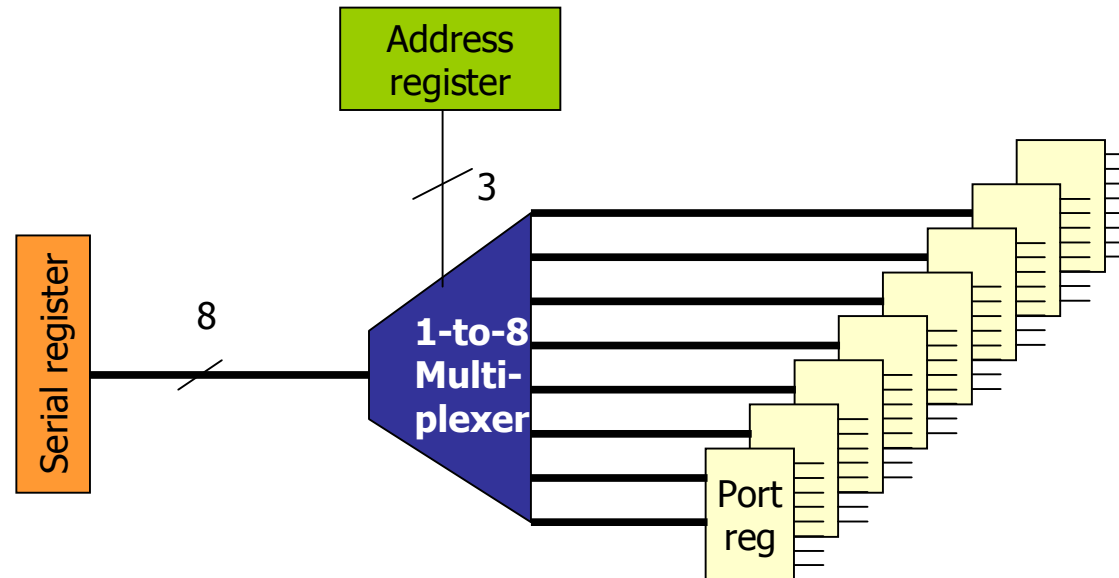 Address
register
3
Serial register
8
1-to-8
Multi-
plexer
Port
reg